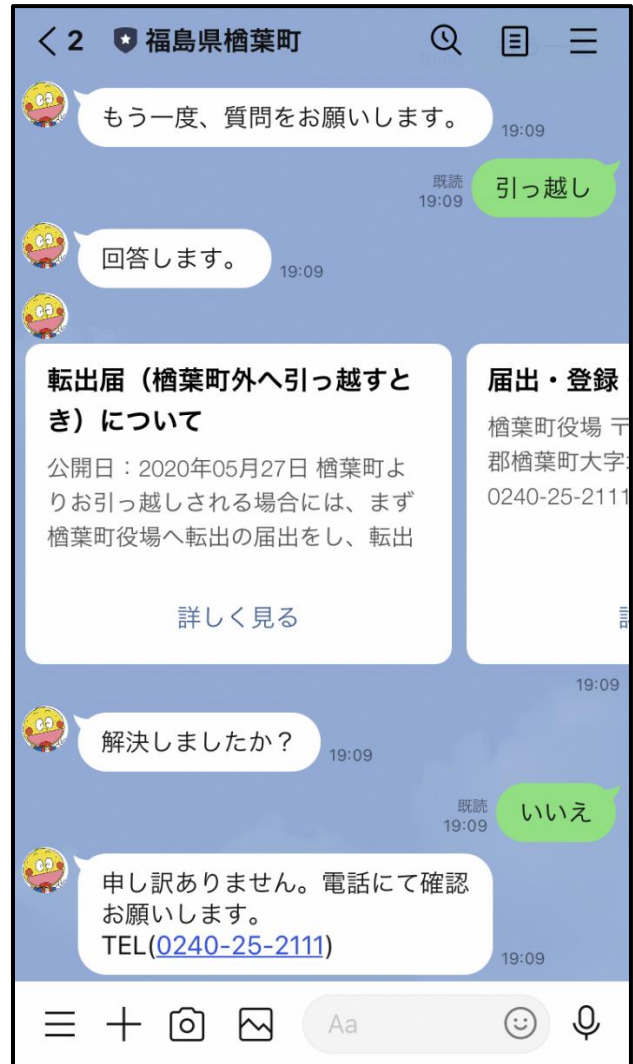 2 福島県楢葉町
もう一度、質問をお願いします。
19:09
既読
19:09
引っ越し
回答します。
19:09
転出届（楢葉町外へ引っ越すと
き）について
公開日：2020年05月27日 楢葉町よ
りお引っ越しされる場合には、まず
楢葉町役場へ転出の届出をし、転出
詳しく見る
届出・登録
楢葉町役場 〒
郡楢葉町大字
0240-25-2111
19:09
解決しましたか？
19:09
既読
19:09
いいえ
申し訳ありません。電話にて確認
お願いします。
TEL(0240-25-2111)
19:09
Aa